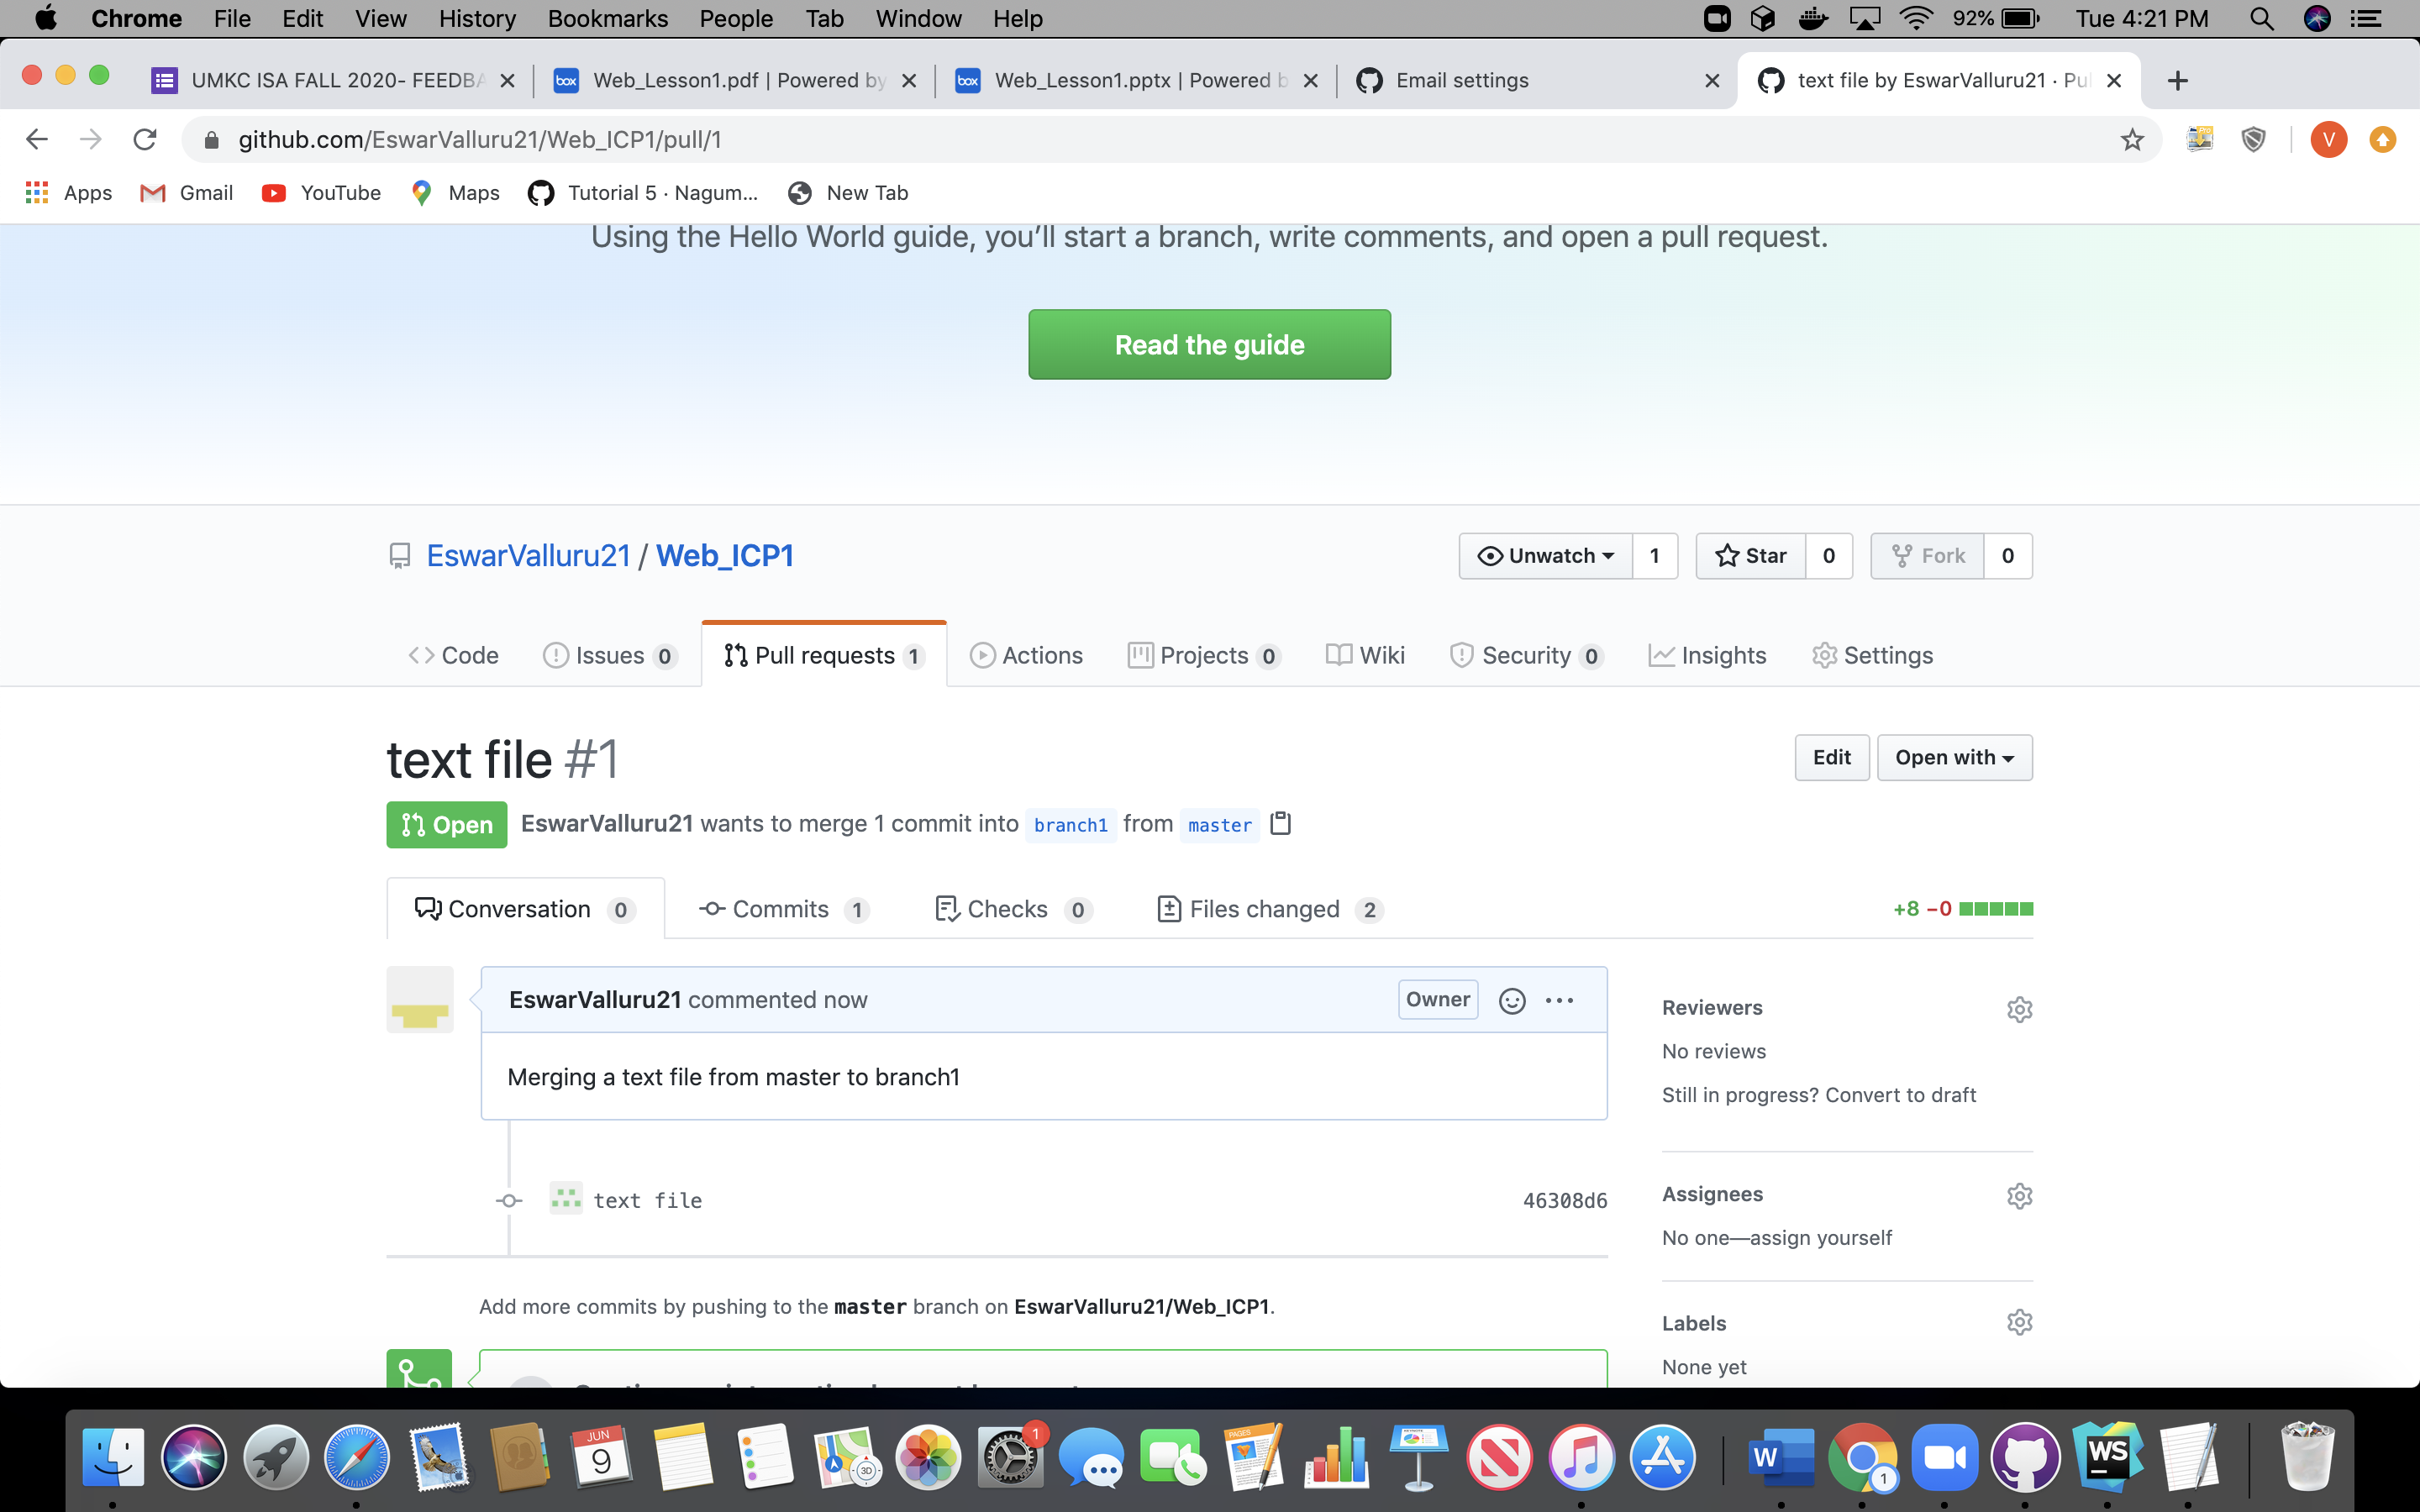 Chrome File Edit View History Bookmarks People Tab Window Help 92% Tue 4:21 PM
UMKC ISA FALL 2020- FEEDBA box Web_Lesson1.pdf | Powered by box Web_Lesson1.pptx | Powered b Email settings text file by EswarValluru21 · Pul
github.com/EswarValluru21/Web_ICP1/pull/1 V
Apps Gmail YouTube Maps Tutorial 5 · Nagum... New Tab
Using the Hello World guide, you’ll start a branch, write comments, and open a pull request.
Read the guide
EswarValluru21 / Web_ICP1 Unwatch 1 Star 0 Fork 0
Code Issues 0 Pull requests 1 Actions Projects 0 Wiki Security 0 Insights Settings
text file #1 Edit Open with
Open EswarValluru21 wants to merge 1 commit into branch1 from master
Conversation 0 Commits 1 Checks 0 Files changed 2 +8 −0
EswarValluru21 commented now Owner
Merging a text file from master to branch1
text file 46308d6
Add more commits by pushing to the master branch on EswarValluru21/Web_ICP1.
Reviewers
No reviews
Still in progress? Convert to draft
Assignees
No one—assign yourself
Labels
None yet
JUN
9
3D
1
PAGES
W
1
WS